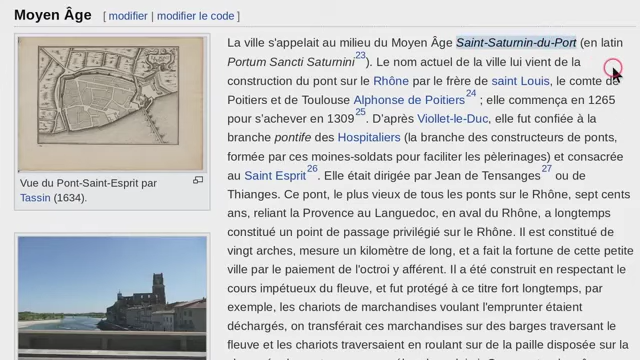 Moyen Âge [ modifier | modifier le code ]
La ville s'appelait au milieu du Moyen Âge Saint-Saturnin-du-Port (en latin
Portum Sancti Saturnini23). Le nom actuel de la ville lui vient de la
construction du pont sur le Rhône par le frère de saint Louis, le comte de
Poitiers et de Toulouse Alphonse de Poitiers24 ; elle commença en 1265
pour s'achever en 130925. D'après Viollet-le-Duc, elle fut confiée à la
branche pontife des Hospitaliers (la branche des constructeurs de ponts,
formée par ces moines-soldats pour faciliter les pèlerinages) et consacrée
au Saint Esprit26. Elle était dirigée par Jean de Tensanges27 ou de
Thianges. Ce pont, le plus vieux de tous les ponts sur le Rhône, sept cents
ans, reliant la Provence au Languedoc, en aval du Rhône, a longtemps
constitué un point de passage privilégié sur le Rhône. Il est constitué de
vingt arches, mesure un kilomètre de long, et a fait la fortune de cette petite
ville par le paiement de l'octroi y afférent. Il a été construit en respectant le
cours impétueux du fleuve, et fut protégé à ce titre fort longtemps, par
exemple, les chariots de marchandises voulant l'emprunter étaient
déchargés, on transférait ces marchandises sur des barges traversant le
fleuve et les chariots traversaient en roulant sur de la paille disposée sur la
Vue du Pont-Saint-Esprit par
Tassin (1634).